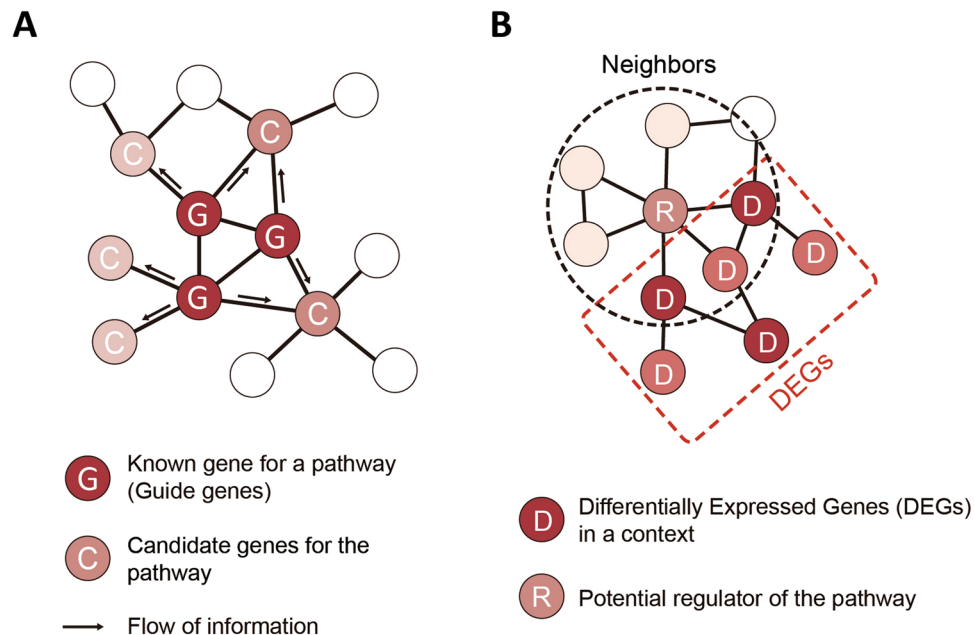 A
C
C
G
G
C
G
C
C
Known gene for a pathway
(Guide genes)
G
Candidate genes for the
pathway
C
Flow of information
B
Neighbors
R
D
D
D
D
D
D
DEGs
D
Differentially Expressed Genes (DEGs)
in a context
R
Potential regulator of the pathway